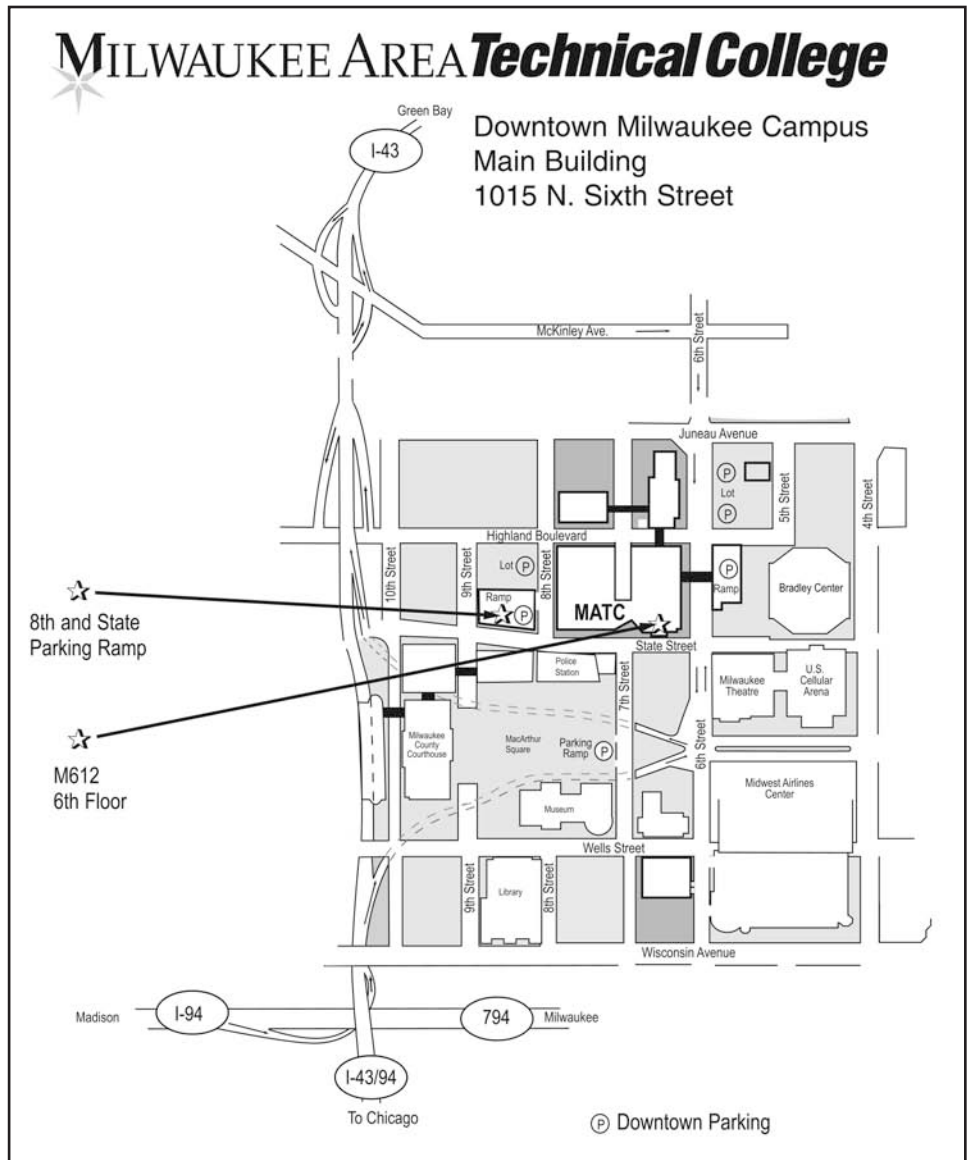 MILWAUKEE AREA Technical College
Green Bay
I-43
Downtown Milwaukee Campus
Main Building
1015 N. Sixth Street
McKinley Ave.
6th Street
Juneau Avenue
P
Lot
P
5th Street
4th Street
Highland Boulevard
10th Street
9th Street
Lot P
8th Street
Ramp
P
MATC
P
Ramp
Bradley Center
8th and State
Parking Ramp
State Street
Police
Station
7th Street
6th Street
Milwaukee
Theatre
U.S.
Cellular
Arena
Milwaukee
County
Courthouse
MacArthur
Square
Parking
Ramp
P
M612
6th Floor
Midwest Airlines
Center
Museum
Wells Street
9th Street
Library
8th Street
Wisconsin Avenue
Madison
I-94
794
Milwaukee
I-43/94
To Chicago
P Downtown Parking